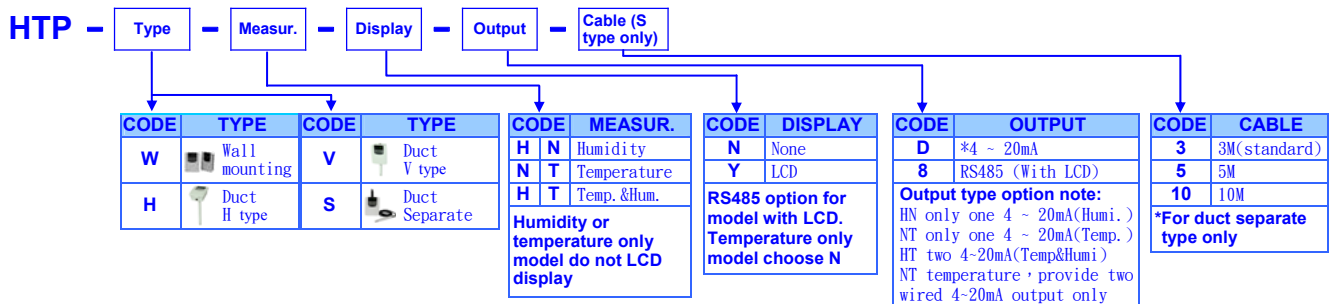 HTP – Type – Measur. – Display – Output – Cable (S type only)
CODE TYPE CODE TYPE
W Wall mounting V Duct V type
H Duct H type S Duct Separate
CODE MEASUR.
H N Humidity
N T Temperature
H T Temp.&Hum.
Humidity or
temperature only
model do not LCD
display
CODE DISPLAY
N None
Y LCD
RS485 option for
model with LCD.
Temperature only
model choose N
CODE OUTPUT
D *4 ~ 20mA
8 RS485 (With LCD)
Output type option note:
HN only one 4 ~ 20mA(Humi.)
NT only one 4 ~ 20mA(Temp.)
HT two 4~20mA(Temp&Humi)
NT temperature，provide two
wired 4~20mA output only
CODE CABLE
3 3M(standard)
5 5M
10 10M
*For duct separate
type only